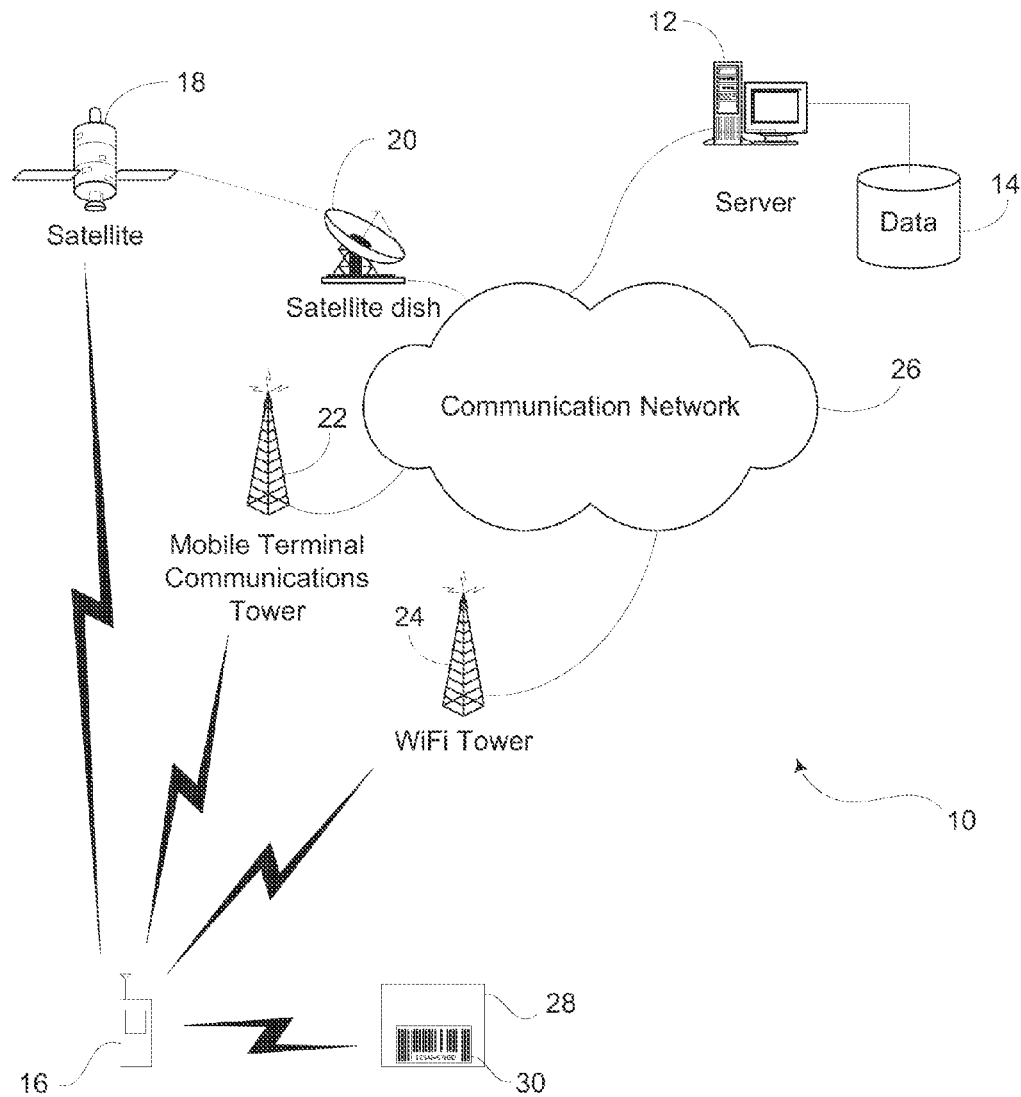 12
18
20
Server
14
Data
Satellite
Satellite dish
26
Communication Network
22
Mobile Terminal
Communications
Tower
24
WiFi Tower
10
28
16
30